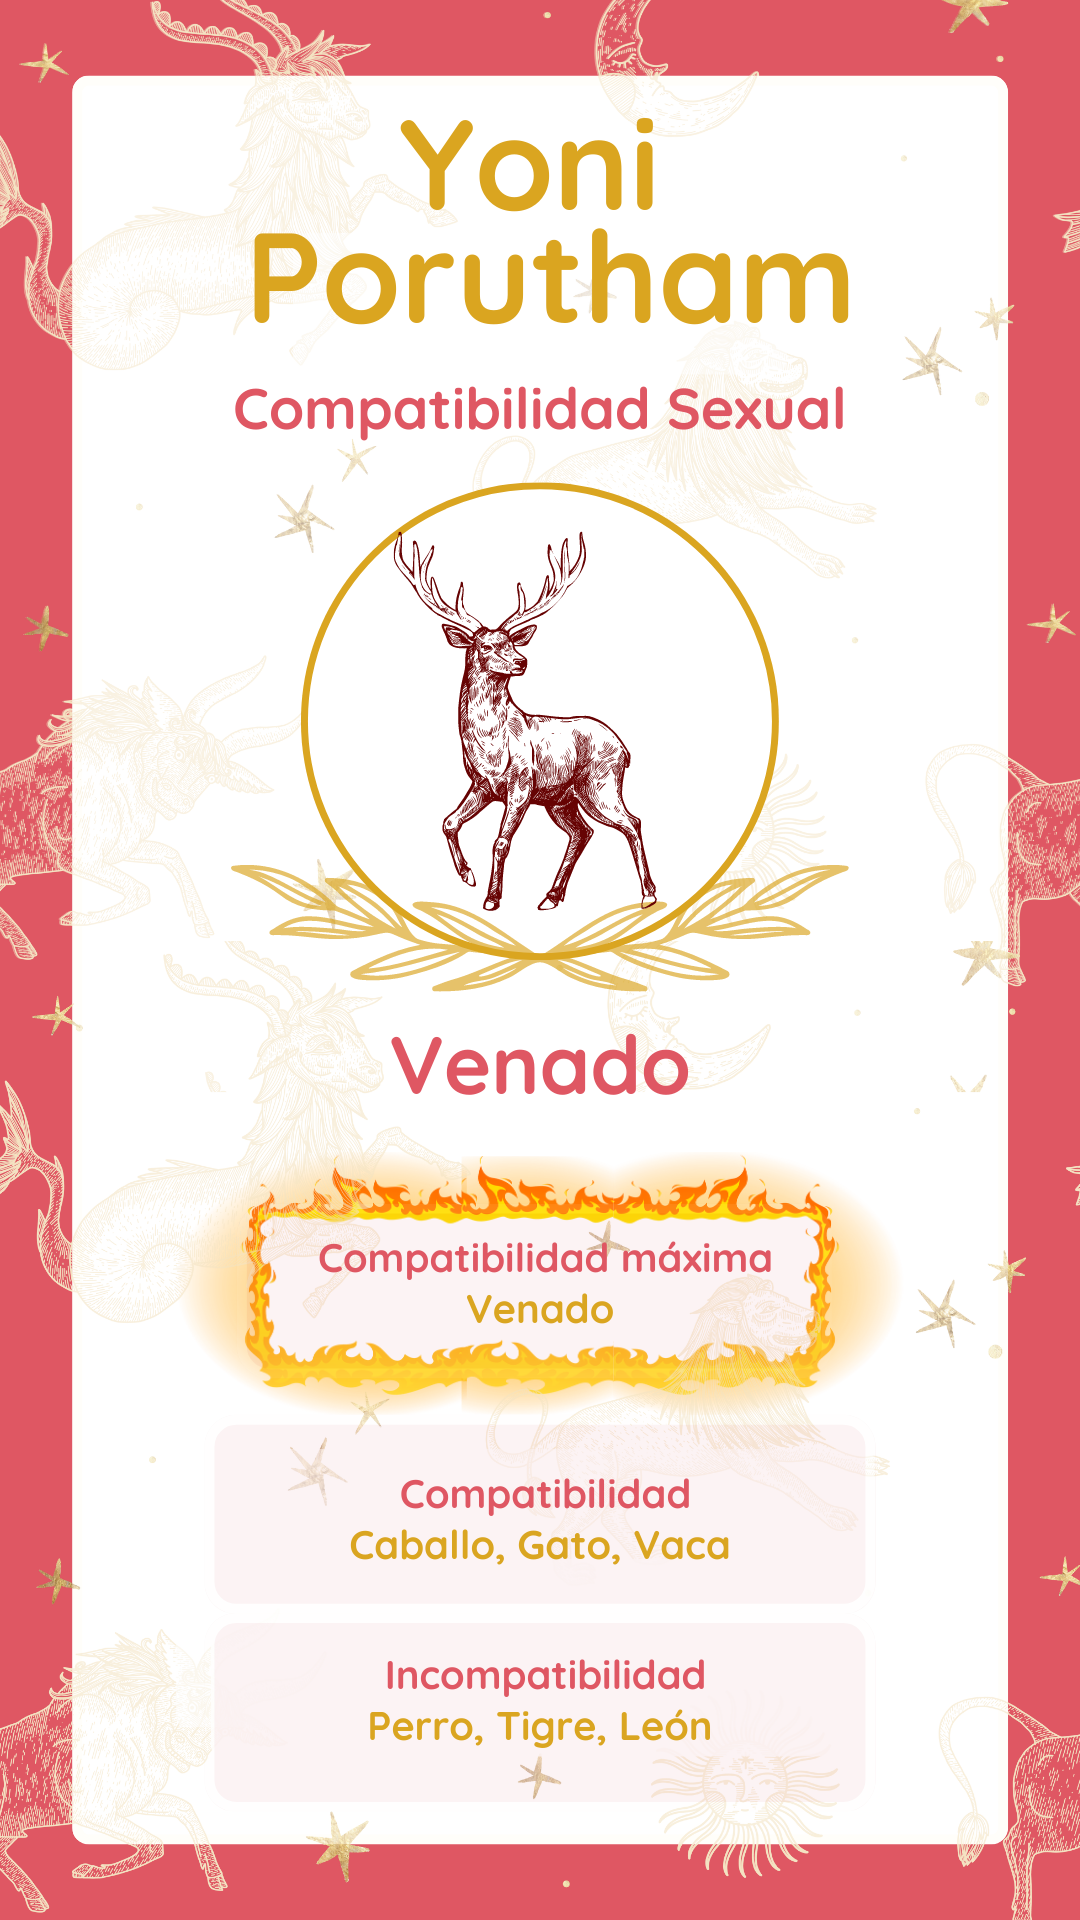 Yoni
Porutham
Compatibilidad Sexual
Venado
Compatibilidad máxima
Venado
Compatibilidad
Caballo, Gato, Vaca
Incompatibilidad
Perro, Tigre, León